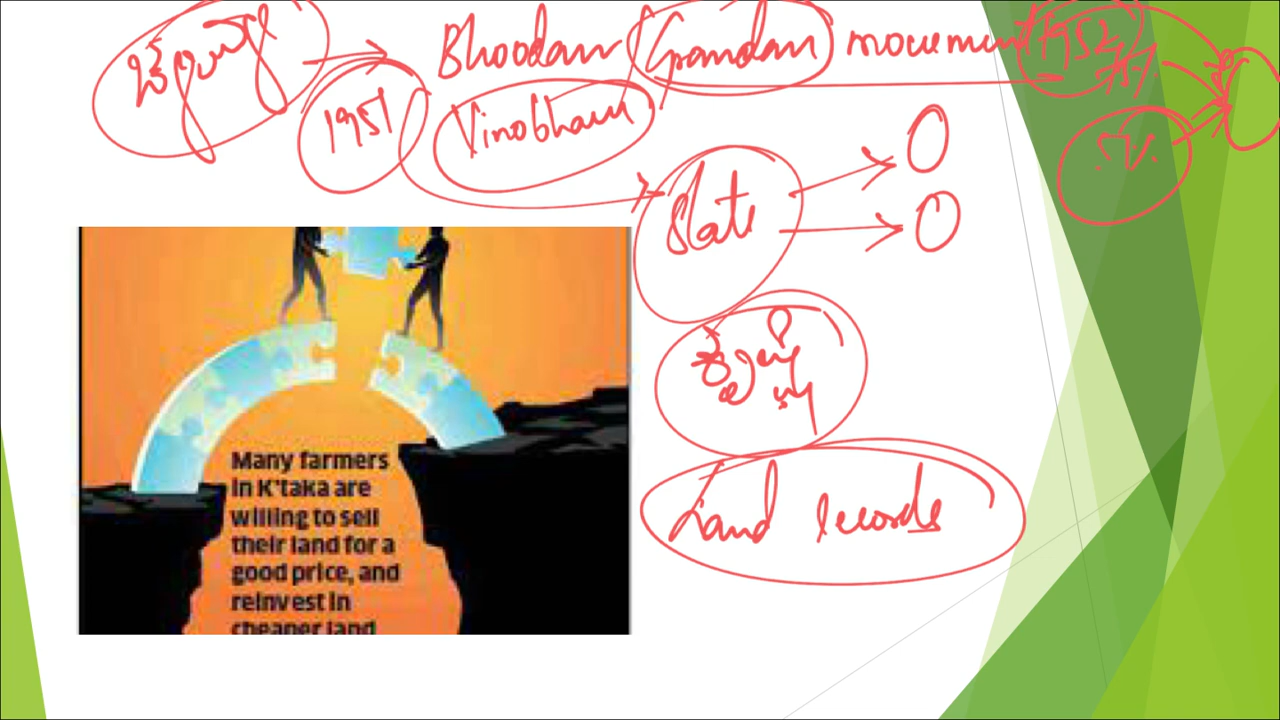 Bhoodan Gramdan movement 1952
1951 Vinobhave
5%
State
Land records
Many farmers
in K'taka are
willing to sell
their land for a
good price, and
reinvest in
cheaper land